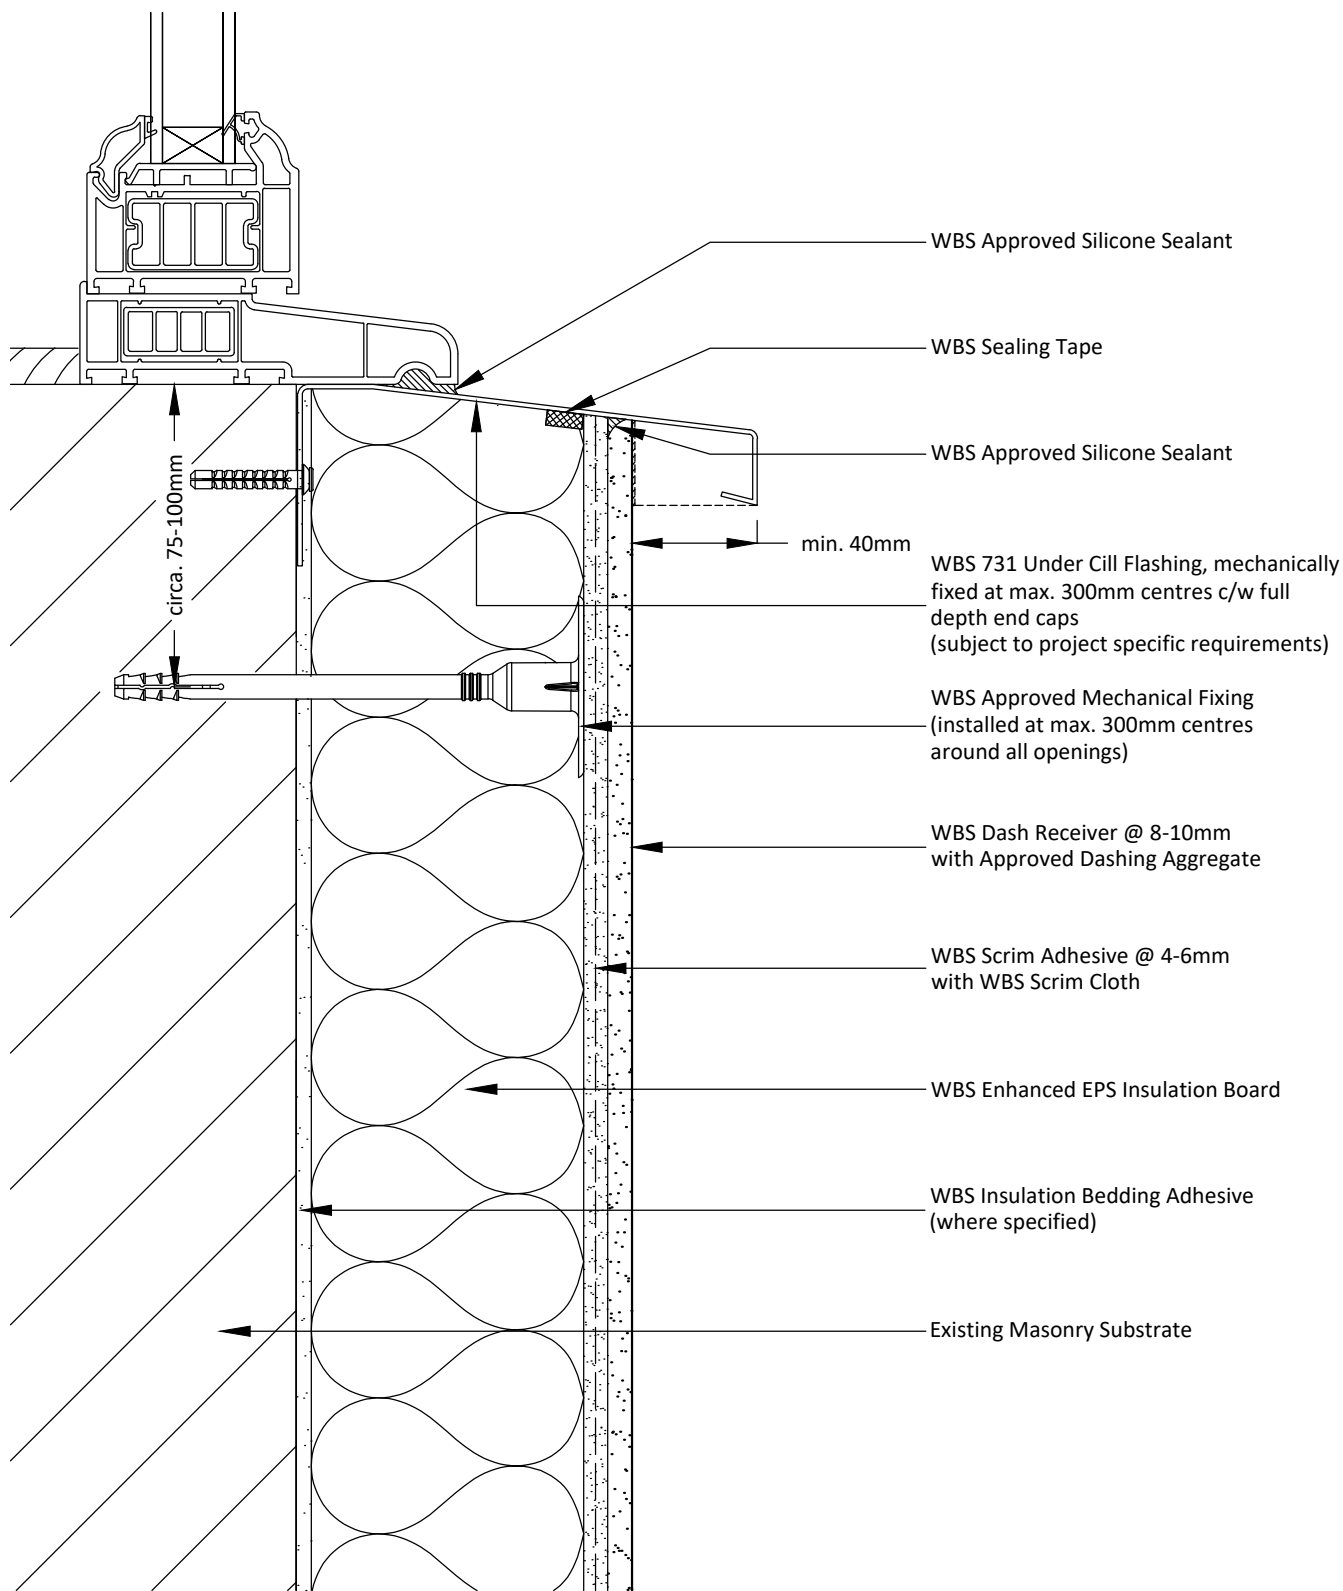 WBS Approved Silicone Sealant
WBS Sealing Tape
WBS Approved Silicone Sealant
circa. 75-100mm
min. 40mm
WBS 731 Under Cill Flashing, mechanically
fixed at max. 300mm centres c/w full
depth end caps
(subject to project specific requirements)
WBS Approved Mechanical Fixing
(installed at max. 300mm centres
around all openings)
WBS Dash Receiver @ 8-10mm
with Approved Dashing Aggregate
WBS Scrim Adhesive @ 4-6mm
with WBS Scrim Cloth
WBS Enhanced EPS Insulation Board
WBS Insulation Bedding Adhesive
(where specified)
Existing Masonry Substrate